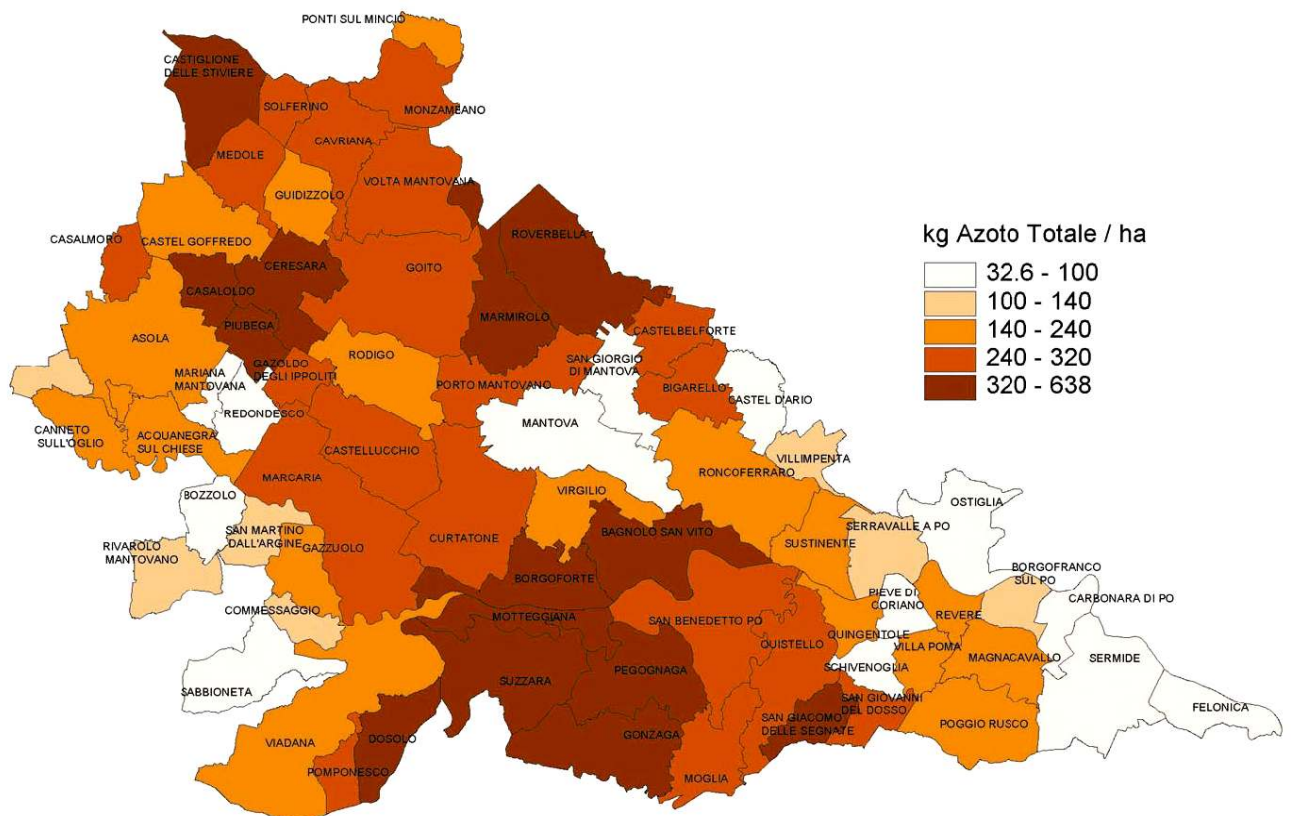 PONTI SUL MINCIO
CASTIGLIONE
DELLE STIVIERE
SOLFERINO
MONZAMBANO
CAVRIANA
MEDOLE
VOLTA MANTOVANA
GUIDIZZOLO
CASALMORO
CASTEL GOFFREDO
ROVERBELLA
CERESARA
GOITO
CASALOLDO
MARMIROLO
PIUBEGA
CASTELBELFORTE
ASOLA
RODIGO
SAN GIORGIO
DI MANTOVA
GAZOLDO
DEGLI IPPOLITI
MARIANA
MANTOVANA
PORTO MANTOVANO
BIGARELLO
CASTEL D'ARIO
REDONDESCO
MANTOVA
CANNETO
SULL'OGLIO
ACQUANEGRA
SUL CHIESE
CASTELLUCCHIO
VILLIMPENTA
RONCOFERRARO
MARCARIA
BOZZOLO
VIRGILIO
OSTIGLIA
SAN MARTINO
DALL'ARGINE
BAGNOLO SAN VITO
SERRAVALLE A PO
RIVAROLO
MANTOVANO
GAZZUOLO
CURTATONE
SUSTINENTE
BORGOFRANCO
SUL PO
BORGOFORTE
PIEVE DI
CORIANO
CARBONARA DI PO
COMMESSAGGIO
MOTTEGGIANA
SAN BENEDETTO PO
REVERE
QUINGENTOLE
QUISTELLO
VILLA POMA
MAGNACAVALLO
SERMIDE
SCHIVENOGLIA
PEGOGNAGA
SUZZARA
SABBIONETA
SAN GIOVANNI
DEL DOSSO
FELONICA
SAN GIACOMO
DELLE SEGNATE
POGGIO RUSCO
GONZAGA
DOSOLO
VIADANA
POMPONESCO
MOGLIA
kg Azoto Totale / ha
32.6 - 100
100 - 140
140 - 240
240 - 320
320 - 638